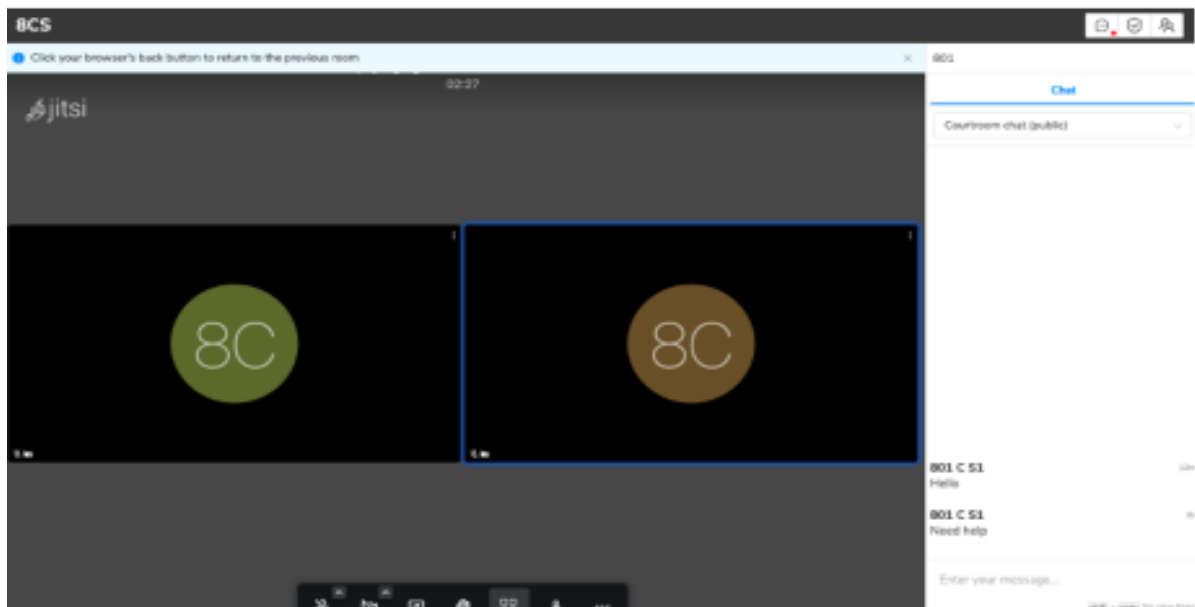 8CS
Click your browser's back button to return to the previous room
801
02:27
jitsi
Chat
Courtroom chat (public)
8C
8C
801 C S1
Hello
801 C S1
Need help
Enter your message...